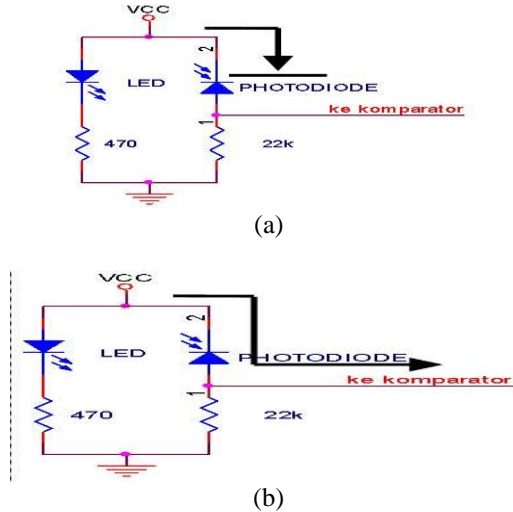 VCC
2
LED
PHOTODIODE
ke komparator
1
470
22k
(a)
VCC
2
LED
PHOTODIODE
ke komparator
1
470
22k
(b)